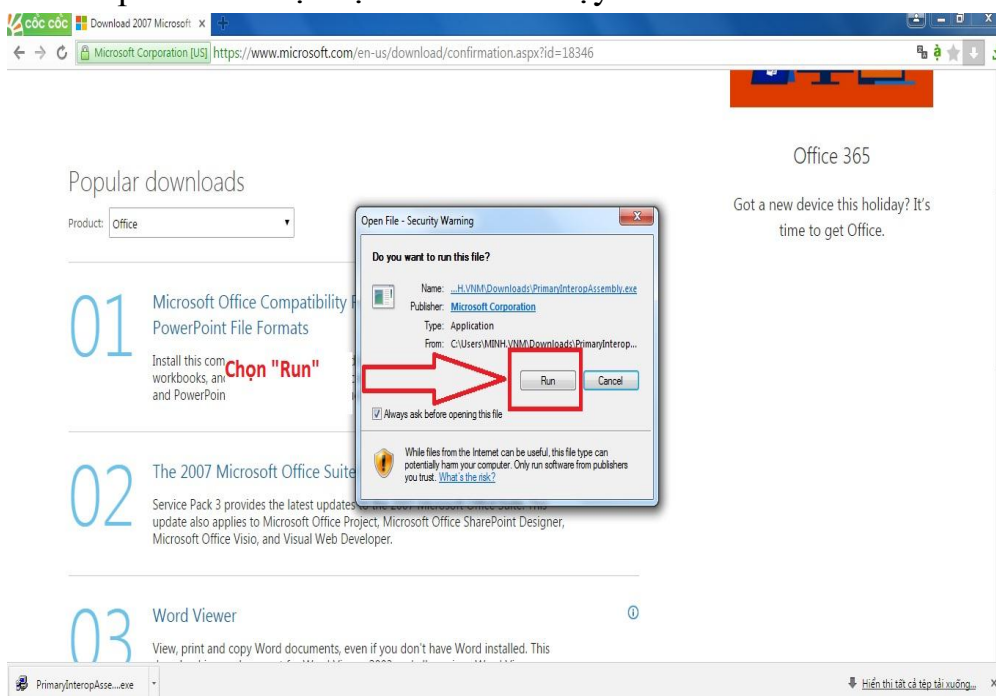 cốc cốc
Download 2007 Microsoft
Microsoft Corporation [US] https://www.microsoft.com/en-us/download/confirmation.aspx?id=18346
Office 365
Got a new device this holiday? It's
time to get Office.
Popular downloads
Product: Office
01
Microsoft Office Compatibility
PowerPoint File Formats
Install this com
workbooks, an
and PowerPoin
Chọn "Run"
Open File - Security Warning
Do you want to run this file?
Name: ...H.VNM\Downloads\PrimaryInteropAssembly.exe
Publisher: Microsoft Corporation
Type: Application
From: C:\Users\MINH.VNM\Downloads\PrimaryInterop...
Run Cancel
Always ask before opening this file
While files from the Internet can be useful, this file type can
potentially harm your computer. Only run software from publishers
you trust. What's the risk?
02
The 2007 Microsoft Office Suite
Service Pack 3 provides the latest updates to the 2007 Microsoft Office Suite. This
update also applies to Microsoft Office Project, Microsoft Office SharePoint Designer,
Microsoft Office Visio, and Visual Web Developer.
03
Word Viewer
View, print and copy Word documents, even if you don't have Word installed. This
PrimaryInteropAsse....exe
Hiển thị tất cả tệp tải xuống...